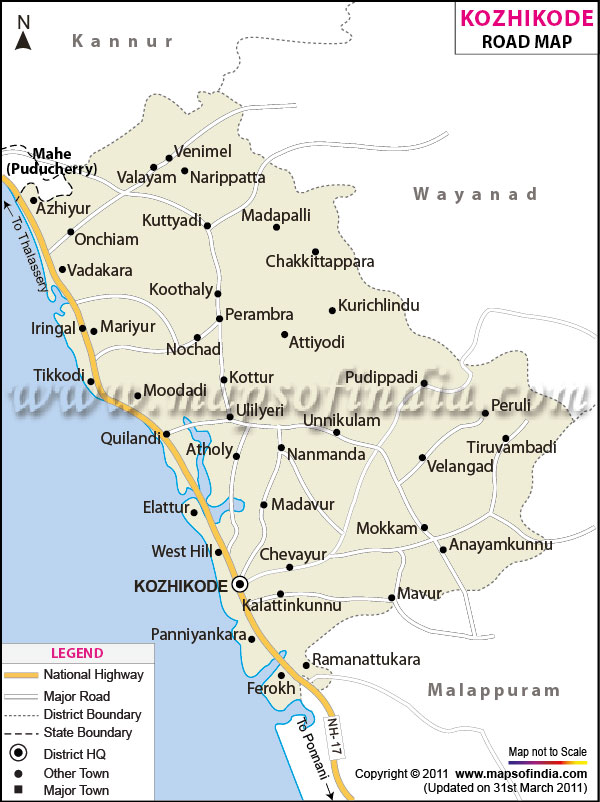 KOZHIKODE
ROAD MAP
N
Kannur
Mahe
(Puducherry)
Venimel
Valayam
Narippatta
Wayanad
Azhiyur
To Thalassery
Kuttyadi
Madapalli
Onchiam
Chakkittappara
Vadakara
Koothaly
Kurichlindu
Perambra
Iringal
Mariyur
Attiyodi
Nochad
Tikkodi
Kottur
Pudippadi
Moodadi
www.mapsofindia.com
Peruli
Ulilyeri
Unnikulam
Quilandi
Atholy
Nanmanda
Tiruvambadi
Velangad
Elattur
Madavur
Mokkam
West Hill
Chevayur
Anayamkunnu
KOZHIKODE
Kalattinkunnu
Mavur
Panniyankara
Ramanattukara
Ferokh
Malappuram
NH-17
To Ponnani
LEGEND
National Highway
Major Road
District Boundary
State Boundary
District HQ
Other Town
Major Town
Map not to Scale
Copyright © 2011 www.mapsofindia.com
(Updated on 31st March 2011)